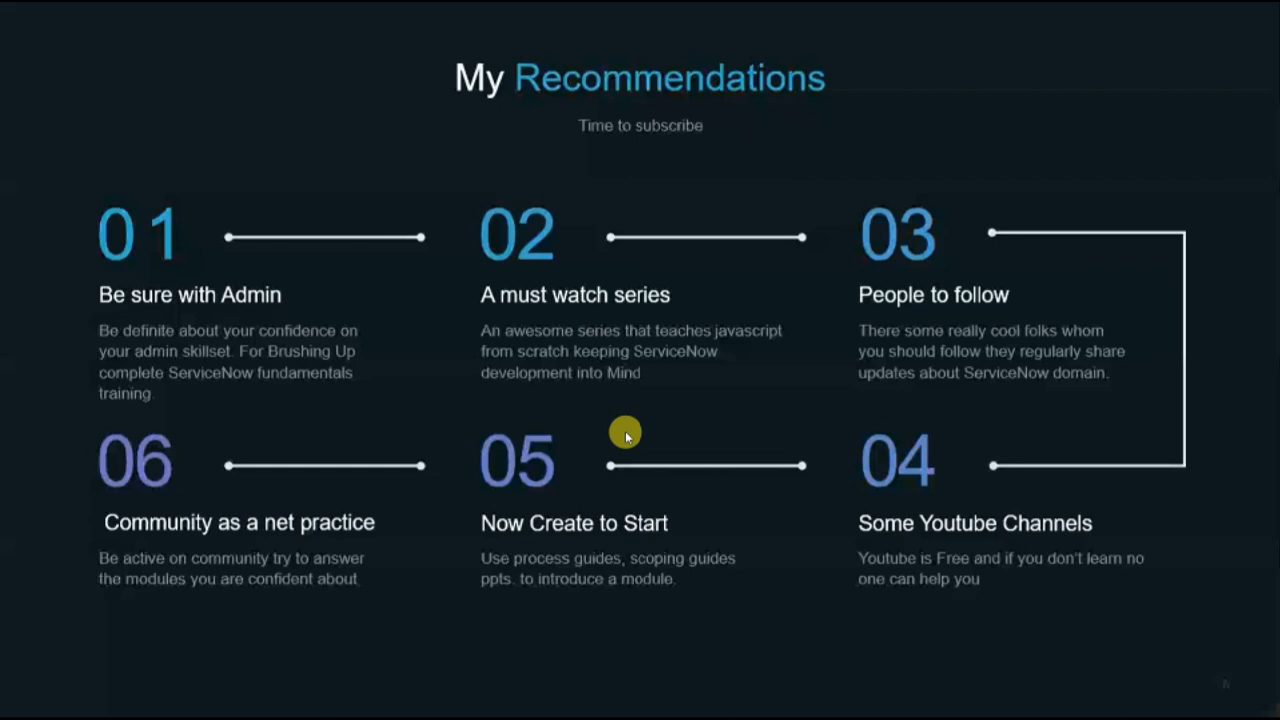 My Recommendations
Time to subscribe
01
Be sure with Admin
Be definite about your confidence on
your admin skillset. For Brushing Up
complete ServiceNow fundamentals
training.
02
A must watch series
An awesome series that teaches javascript
from scratch keeping ServiceNow
development into Mind
03
People to follow
There some really cool folks whom
you should follow they regularly share
updates about ServiceNow domain.
04
Some Youtube Channels
Youtube is Free and if you don't learn no
one can help you
05
Now Create to Start
Use process guides, scoping guides
ppts. to introduce a module.
06
Community as a net practice
Be active on community try to answer
the modules you are confident about.